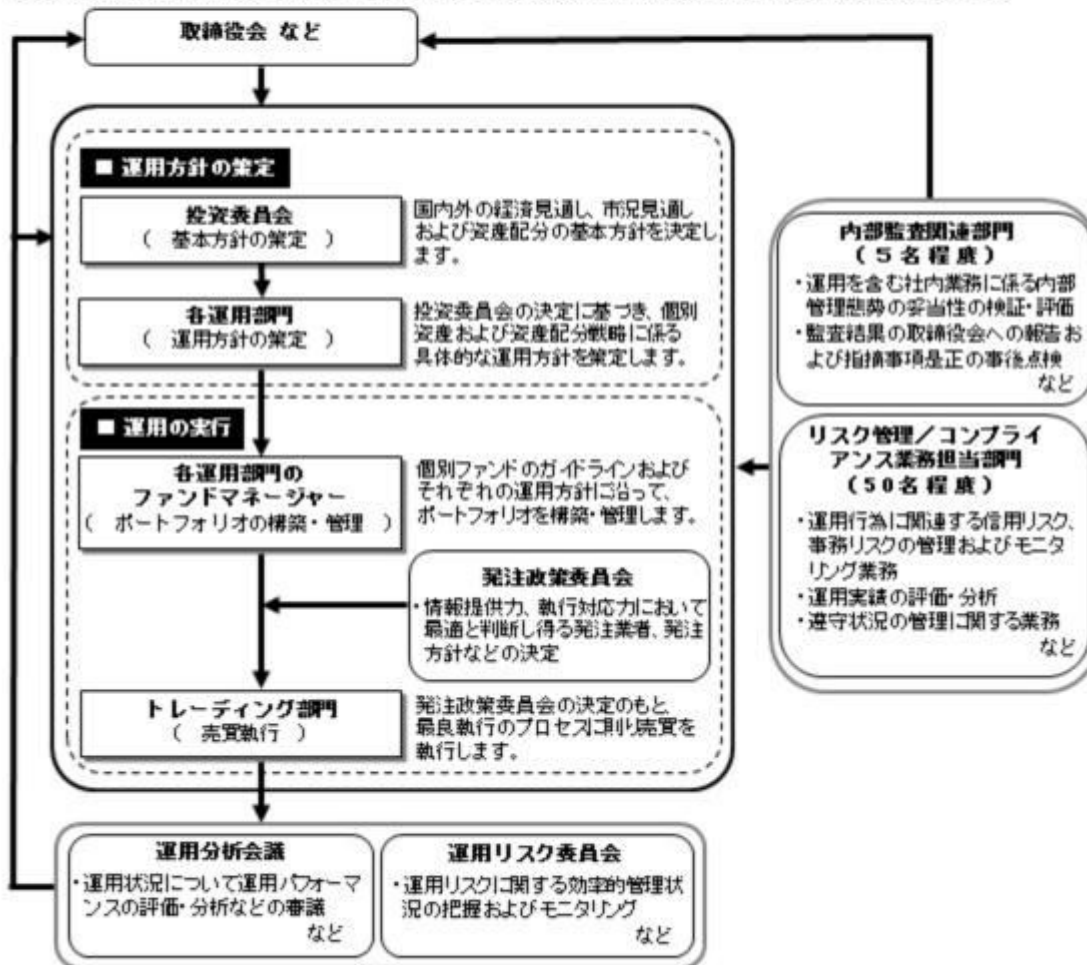 取締役会 など
■ 運用方針の策定
投資委員会
( 基本方針の策定 )
国内外の経済見通し、市況見通し
および資産配分の基本方針を決定し
ます。
各運用部門
( 運用方針の策定 )
投資委員会の決定に基づき、個別
資産および資産配分戦略に係る
具体的な運用方針を策定します。
■ 運用の実行
各運用部門の
ファンドマネージャー
( ポートフォリオの構築・管理 )
個別ファンドのガイドラインおよび
それぞれの運用方針に沿って、
ポートフォリオを構築・管理します。
発注政策委員会
・情報提供力、執行対応力において
最適と判断し得る発注業者、発注
方針などの決定
トレーディング部門
( 売買執行 )
発注政策委員会の決定のもと
最良執行のプロセスに則り売買を
執行します。
運用分析会議
・運用状況について運用パフォーマ
ンスの評価・分析などの審議
など
運用リスク委員会
・運用リスクに関する効率的管理状
況の把握およびモニタリング
など
内部監査関連部門
(5名程度)
・運用を含む社内業務に係る内部
管理態勢の妥当性の検証・評価
・監査結果の取締役会への報告お
よび指摘事項是正の事後点検
など
リスク管理/コンプライ
アンス業務担当部門
(50名程度)
・運用行為に関連する信用リスク、
事務リスクの管理およびモニタ
リング業務
・運用実績の評価・分析
・遵守状況の管理に関する業務
など